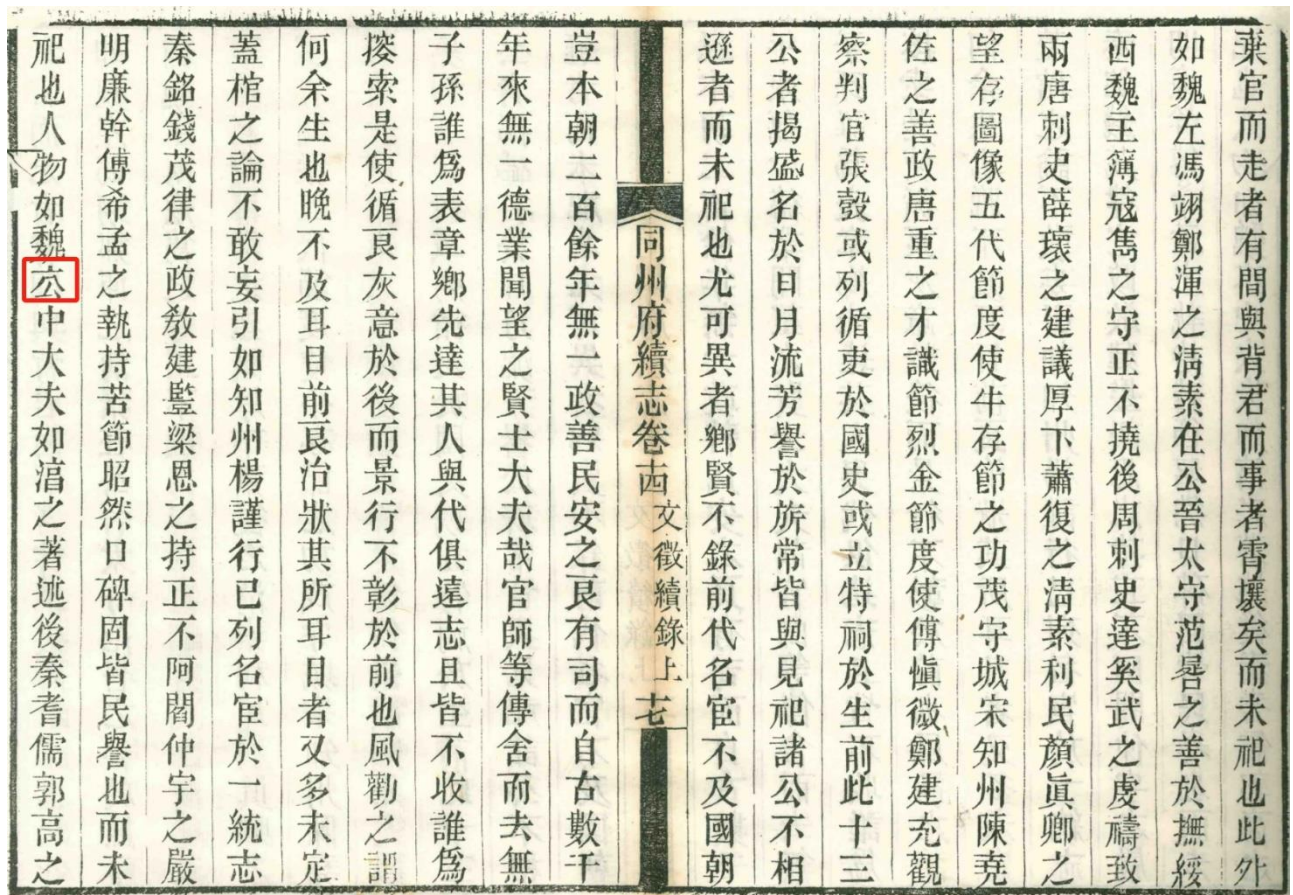 棄官而走者有間與背君而事者霄壤矣而未祀也此外
如魏左馮翊鄭渾之淸素在公晉太守范晷之善於撫綏
西魏主簿寇雋之守正不撓後周刺史達奚武之虔禱致
兩唐刺史薛瓌之建議厚下蕭復之淸素利民顏眞卿之
望存圖像五代節度使牛存節之功茂守城宋知州陳堯
佐之善政唐重之才識節烈金節度使傅愼徽鄭建充觀
察判官張彀或列循吏於國史或立特祠於生前此十三
公者揭盛名於日月流芳譽於旂常皆與見祀諸公不相
遜者而未祀也尤可異者鄉賢不錄前代名宦不及國朝
同州府續志卷十四 文徵續錄上 十七
豈本朝二百餘年無一政善民安之良有司而自古數千
年來無一德業聞望之賢士大夫哉官師等傳舍而去無
子孫誰爲表章鄉先達其人與代俱遠志且皆不收誰爲
搜索是使循良灰意於後而景行不彰於前也風勸之謂
何余生也晚不及耳目前良治狀其所耳目者又多未定
蓋棺之論不敢妄引如知州楊謹行已列名宦於一統志
秦銘錢茂律之政敎建監梁恩之持正不阿閻仲宇之嚴
明廉幹傅希孟之執持苦節昭然口碑固皆民譽也而未
祀也人物如魏公中大夫如淯之著述後秦耆儒郭高之